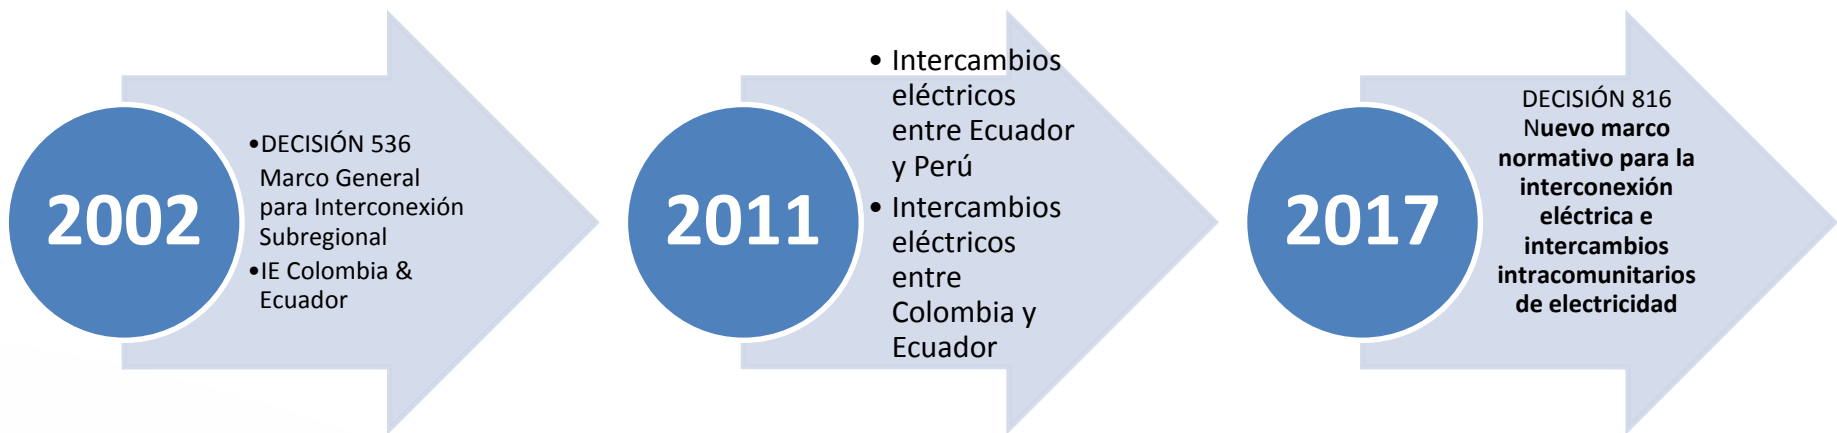 2002
•DECISIÓN 536
Marco General
para Interconexión
Subregional
•IE Colombia &
Ecuador
2011
• Intercambios
eléctricos
entre Ecuador
y Perú
• Intercambios
eléctricos
entre
Colombia y
Ecuador
2017
DECISIÓN 816
Nuevo marco
normativo para la
interconexión
eléctrica e
intercambios
intracomunitarios
de electricidad